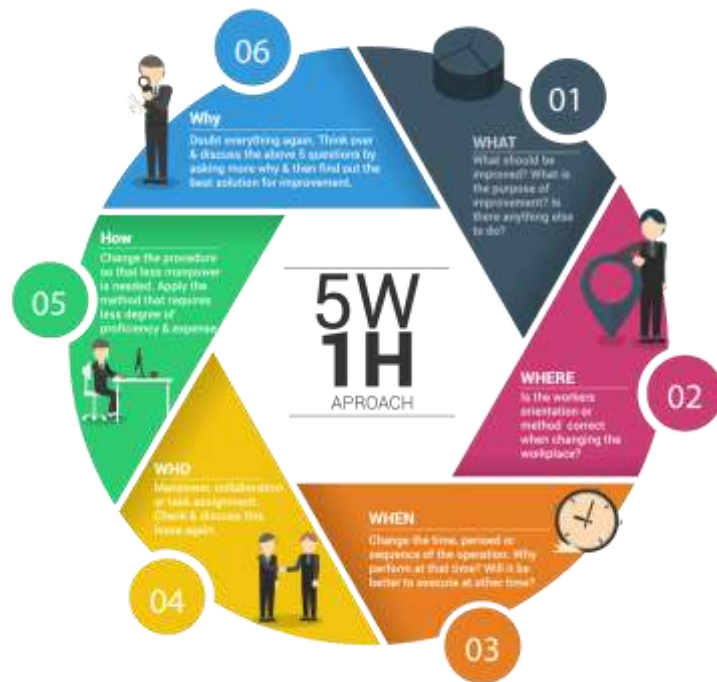 5W
1H
APROACH
01
WHAT
What should be
improved? What is
the purpose of
improvement? Is
there anything else
to do?
02
WHERE
Is the workers
orientation or
method correct
when changing the
workplace?
03
WHEN
Change the time, peroed or
sequence of the operation. Why
perform at that time? Will it be
better to execute at other time?
04
WHO
Manpower, collaboration
or task assignment.
Check & discuss this
issue again.
05
How
Change the procedure
so that less manpower
is needed. Apply the
method that requires
less degree of
proficiency & expense
06
Why
Doubt everything again. Think over
& discuss the above 5 questions by
asking more why & then find out the
best solution for improvement.